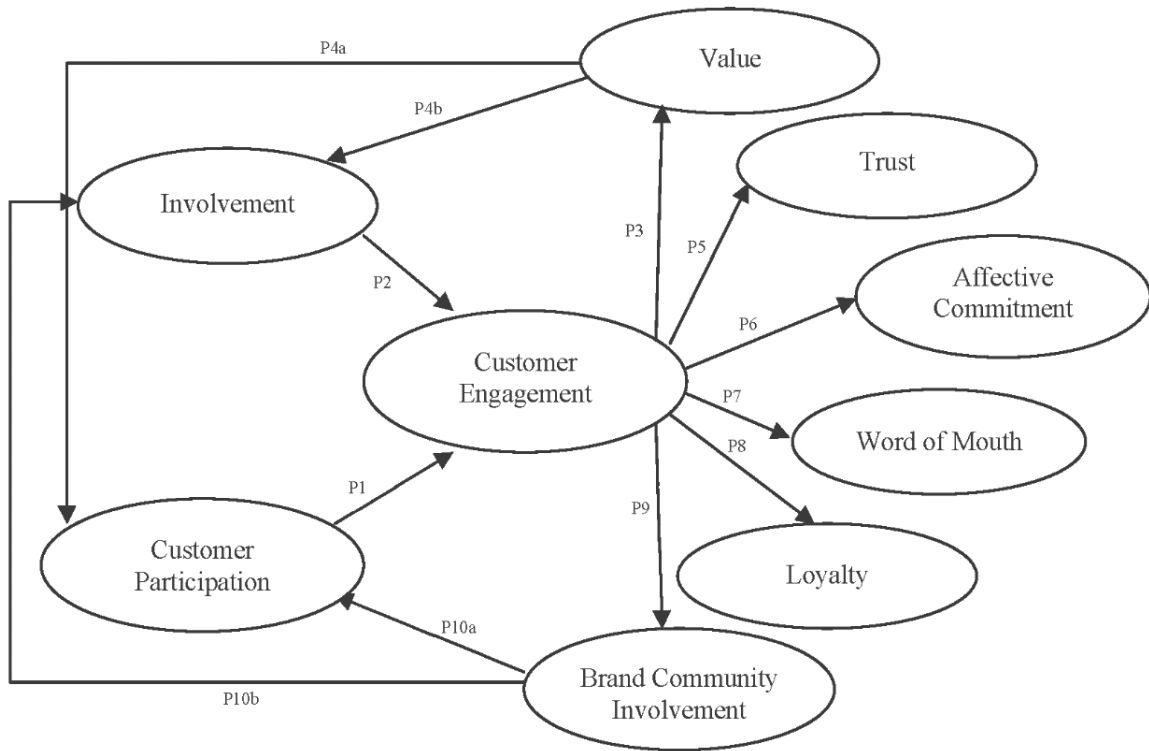 P4a
Value
P4b
Trust
Involvement
P3
P5
P2
Affective
Commitment
P6
Customer
Engagement
P7
Word of Mouth
P8
P1
P9
Customer
Participation
Loyalty
P10a
Brand Community
Involvement
P10b